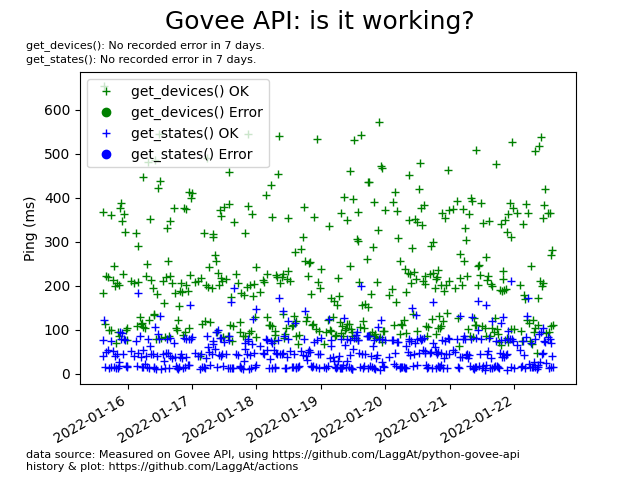 Govee API: is it working?
get_devices(): No recorded error in 7 days.
get_states(): No recorded error in 7 days.
get_devices() OK
get_devices() Error
get_states() OK
get_states() Error
Ping (ms)
600
500
400
300
200
100
0
2022-01-16
2022-01-17
2022-01-18
2022-01-19
2022-01-20
2022-01-21
2022-01-22
data source: Measured on Govee API, using https://github.com/LaggAt/python-govee-api
history & plot: https://github.com/LaggAt/actions